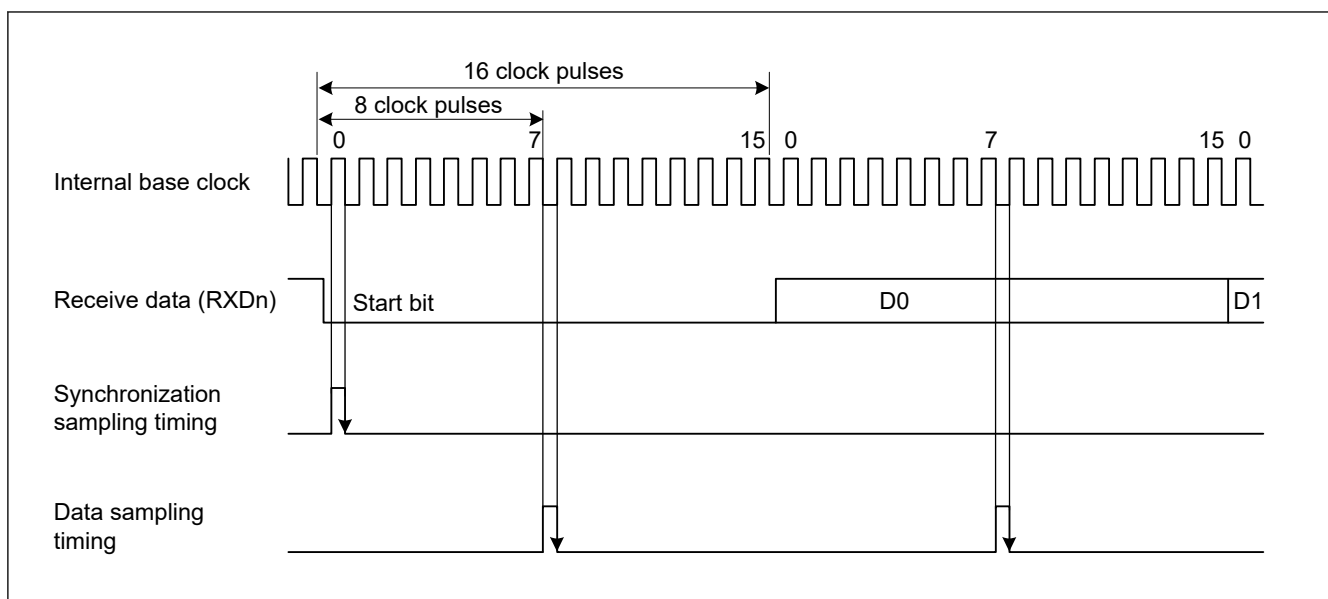 16 clock pulses
8 clock pulses
0 7 15 0 7 15 0
Internal base clock
Receive data (RXDn)
Start bit
D0
D1
Synchronization
sampling timing
Data sampling
timing